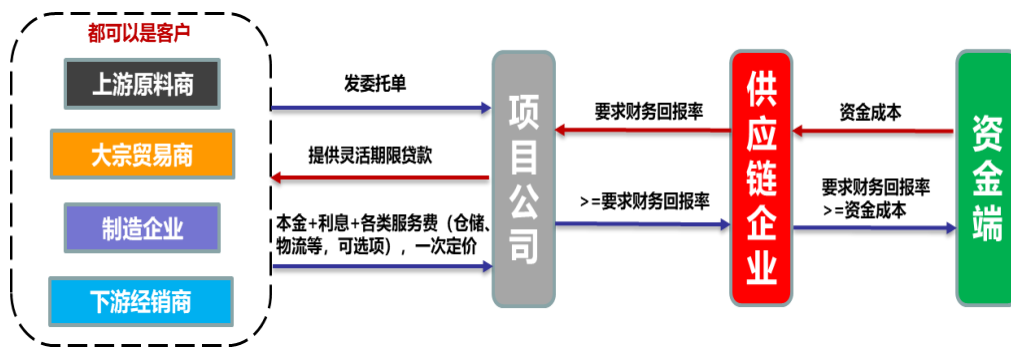 都可以是客户
上游原料商
大宗贸易商
制造企业
下游经销商
发委托单
提供灵活期限贷款
本金+利息+各类服务费（仓储、
物流等，可选项），一次定价
项目公司
要求财务回报率
>=要求财务回报率
供应链企业
资金成本
要求财务回报率
>=资金成本
资金端